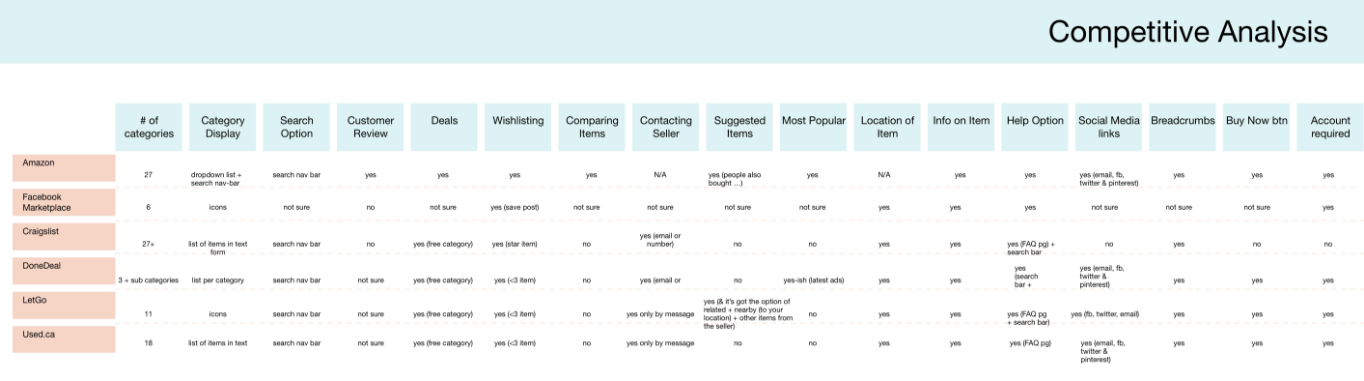 Competitive Analysis
# of categories Category Display Search Option Customer Review Deals Wishlisting Comparing Items Contacting Seller Suggested Items Most Popular Location of Item Info on Item Help Option Social Media links Breadcrumbs Buy Now btn Account required
Amazon 27 dropdown list + search nav-bar search nav bar yes yes yes yes N/A yes (people also bought ...) yes N/A yes yes yes (email, fb, twitter & pinterest) yes yes yes
Facebook Marketplace 6 icons not sure no not sure yes (save post) not sure not sure not sure not sure yes yes yes not sure not sure not sure yes
Craigslist 27+ list of items in text form search nav bar no yes (free category) yes (star item) no yes (email or number) no no yes yes yes (FAQ pg) + search bar no yes no no
DoneDeal 3 + sub categories list per category search nav bar not sure yes (free category) yes (<3 item) no yes (email or no yes-ish (latest ads) yes yes yes (search bar + yes (email, fb, twitter & pinterest) yes yes yes
LetGo 11 icons search nav bar not sure yes (free category) yes (<3 item) no yes only by message yes (& it's got the option of related + nearby (to your location) + other items from the seller) no yes yes yes (FAQ pg + search bar) yes (fb, twitter, email) yes yes yes
Used.ca 18 list of items in text search nav bar not sure yes (free category) yes (<3 item) no yes only by message no no yes yes yes (FAQ pg) yes (email, fb, twitter & pinterest) yes yes yes